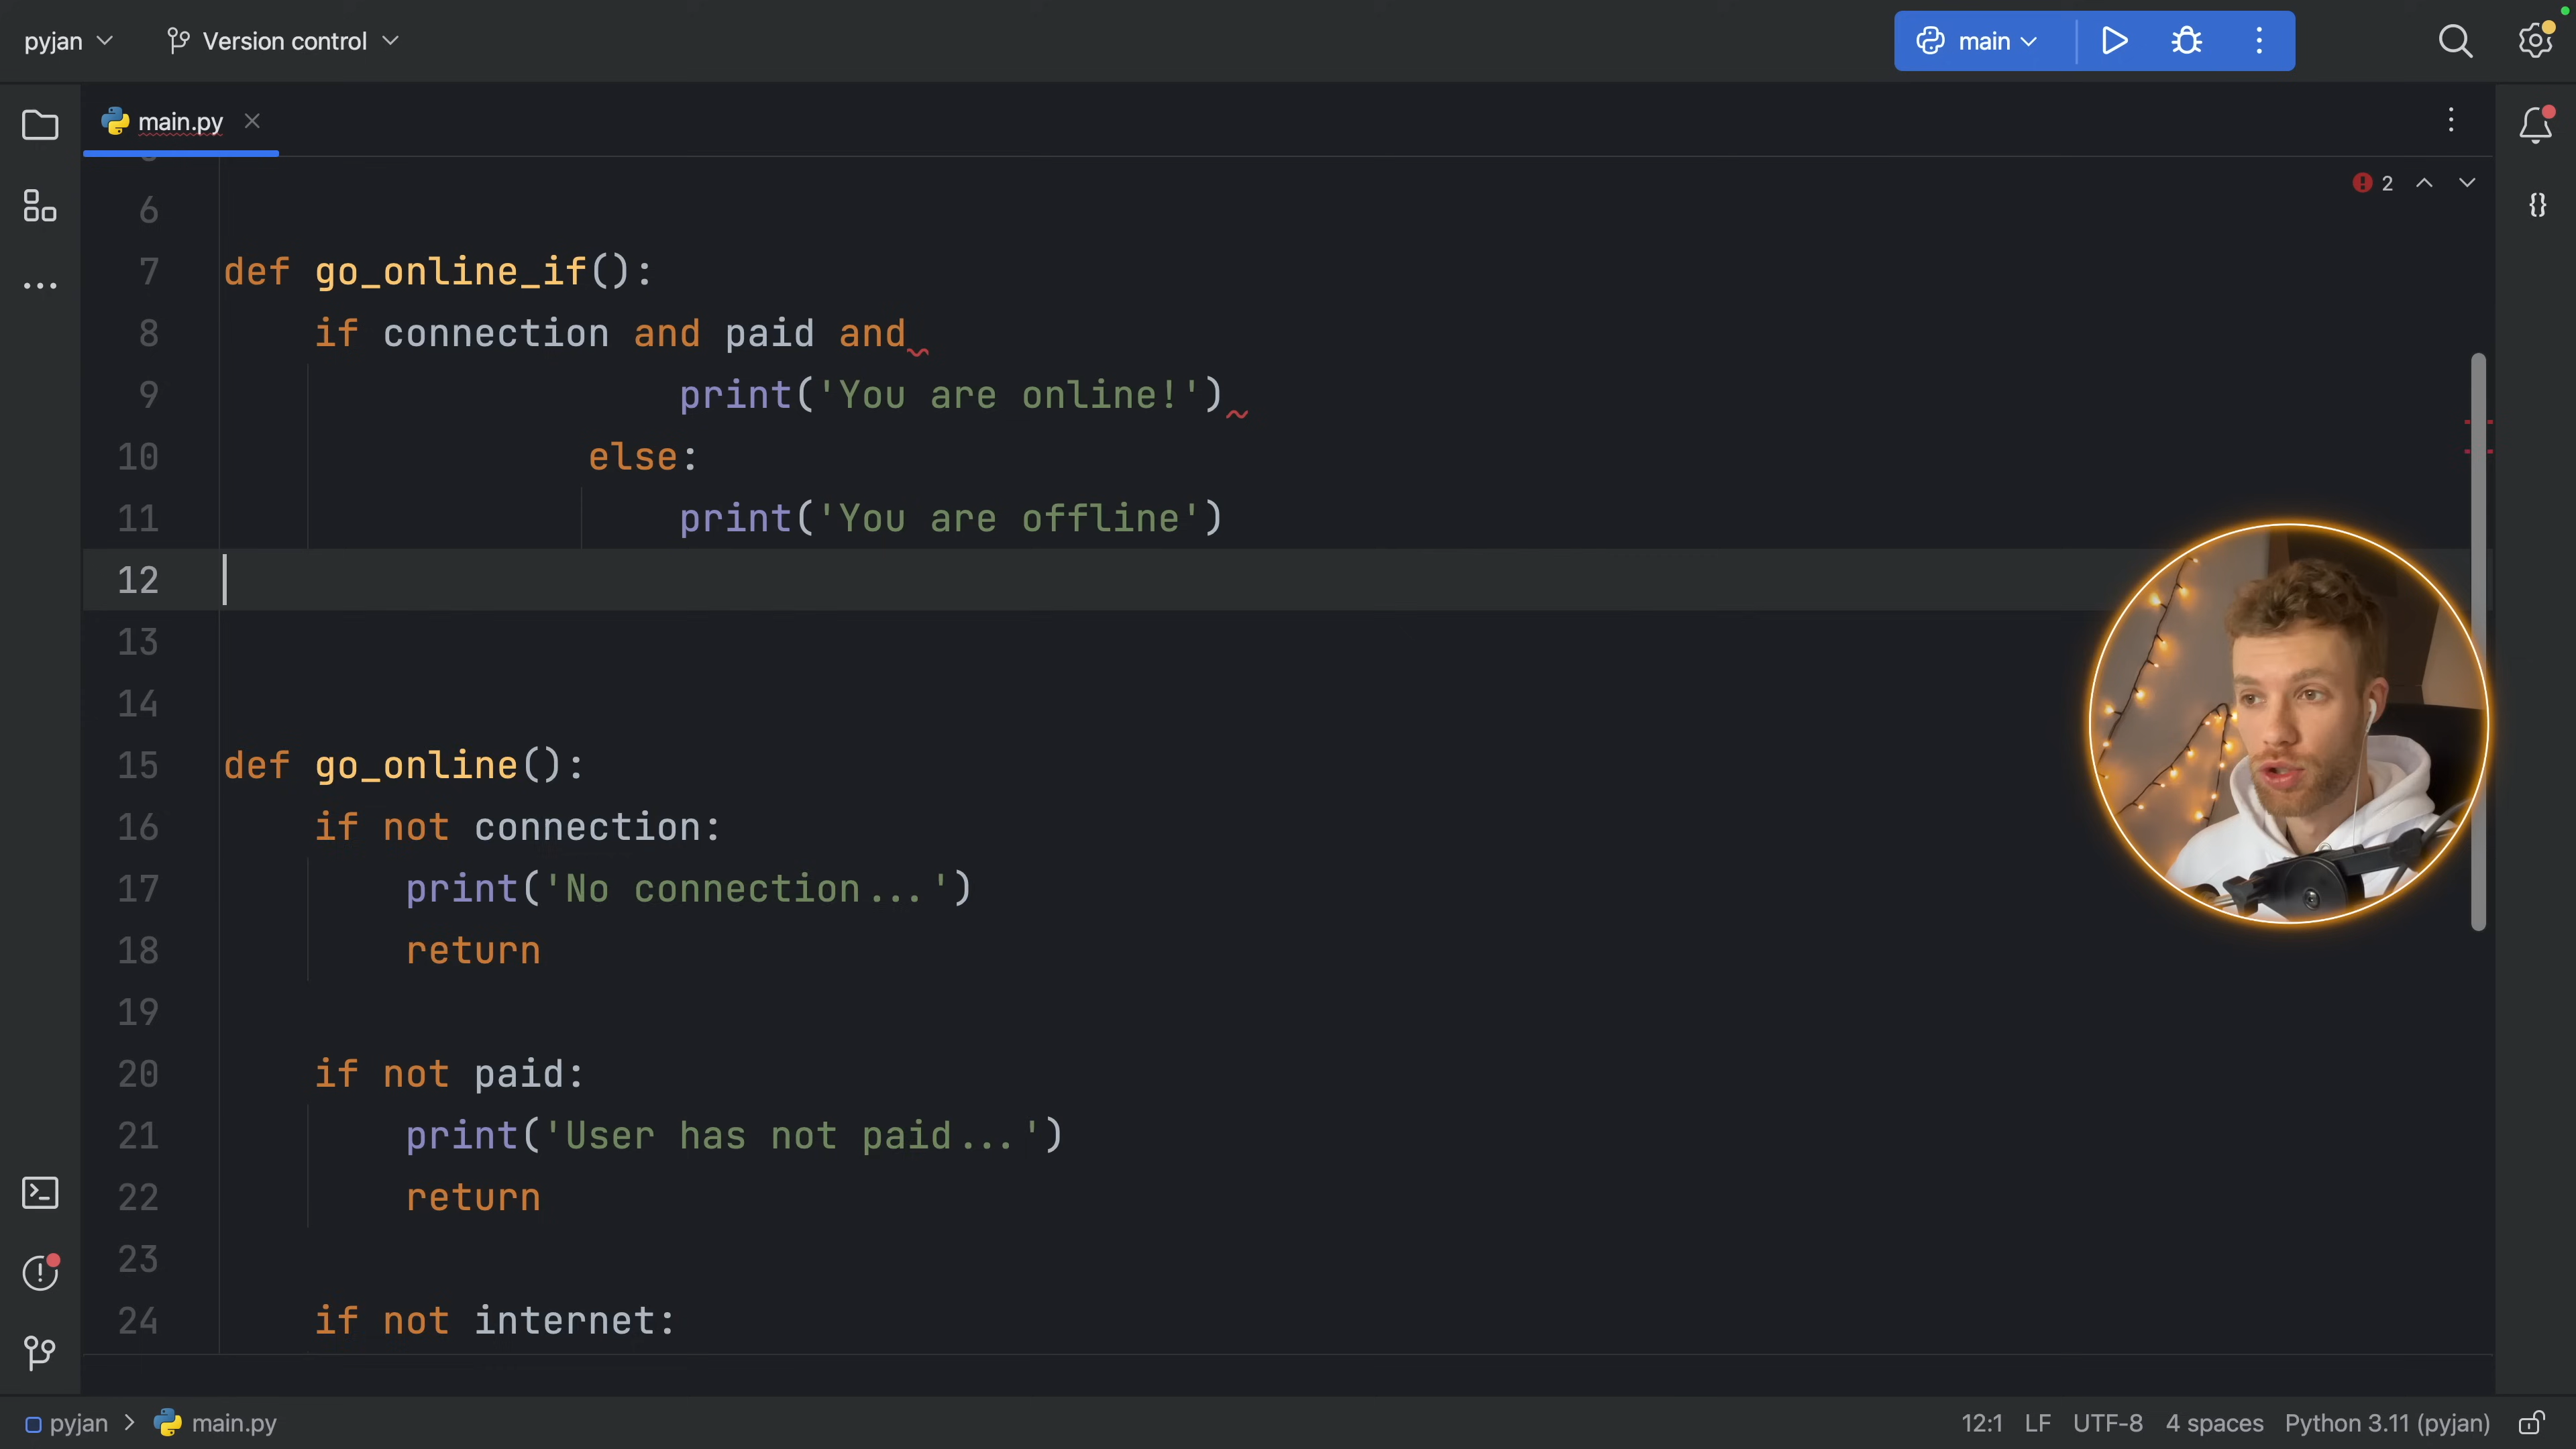 pyjan Version control main
main.py
2
6
7 def go_online_if():
8 if connection and paid and
9 print('You are online!')
10 else:
11 print('You are offline')
12
13
14
15 def go_online():
16 if not connection:
17 print('No connection...')
18 return
19
20 if not paid:
21 print('User has not paid...')
22 return
23
24 if not internet:
pyjan > main.py 12:1 LF UTF-8 4 spaces Python 3.11 (pyjan)